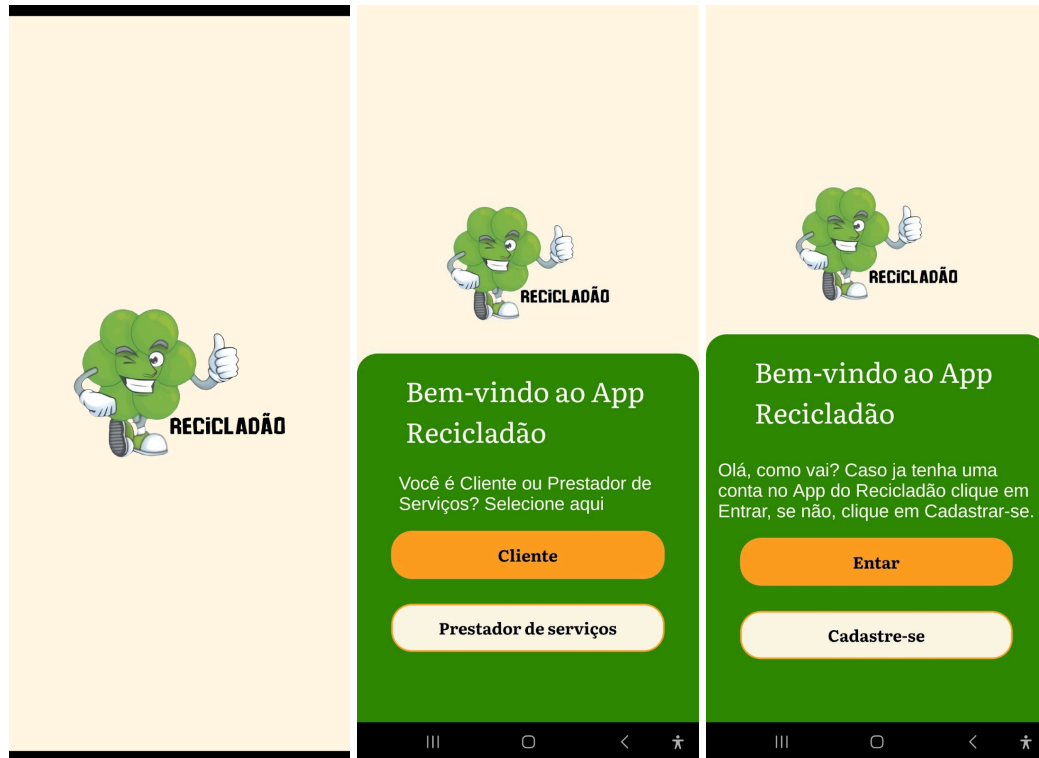 RECICLADÃO
RECICLADÃO
Bem-vindo ao App
Recicladão
Você é Cliente ou Prestador de
Serviços? Selecione aqui
Cliente
Prestador de serviços
RECICLADÃO
Bem-vindo ao App
Recicladão
Olá, como vai? Caso ja tenha uma
conta no App do Recicladão clique em
Entrar, se não, clique em Cadastrar-se.
Entar
Cadastre-se